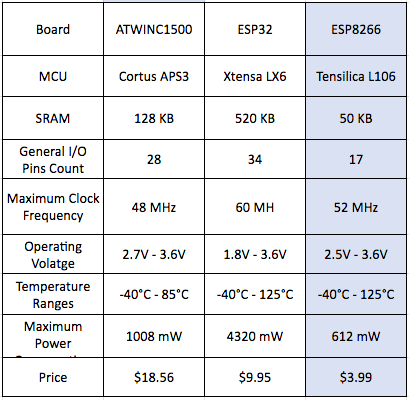 Board ATWINC1500 ESP32 ESP8266
MCU Cortus APS3 Xtensa LX6 Tensilica L106
SRAM 128 KB 520 KB 50 KB
General I/O
Pins Count 28 34 17
Maximum Clock
Frequency 48 MHz 60 MH 52 MHz
Operating
Volatge 2.7V - 3.6V 1.8V - 3.6V 2.5V - 3.6V
Temperature
Ranges -40°C - 85°C -40°C - 125°C -40°C - 125°C
Maximum
Power 1008 mW 4320 mW 612 mW
Price $18.56 $9.95 $3.99